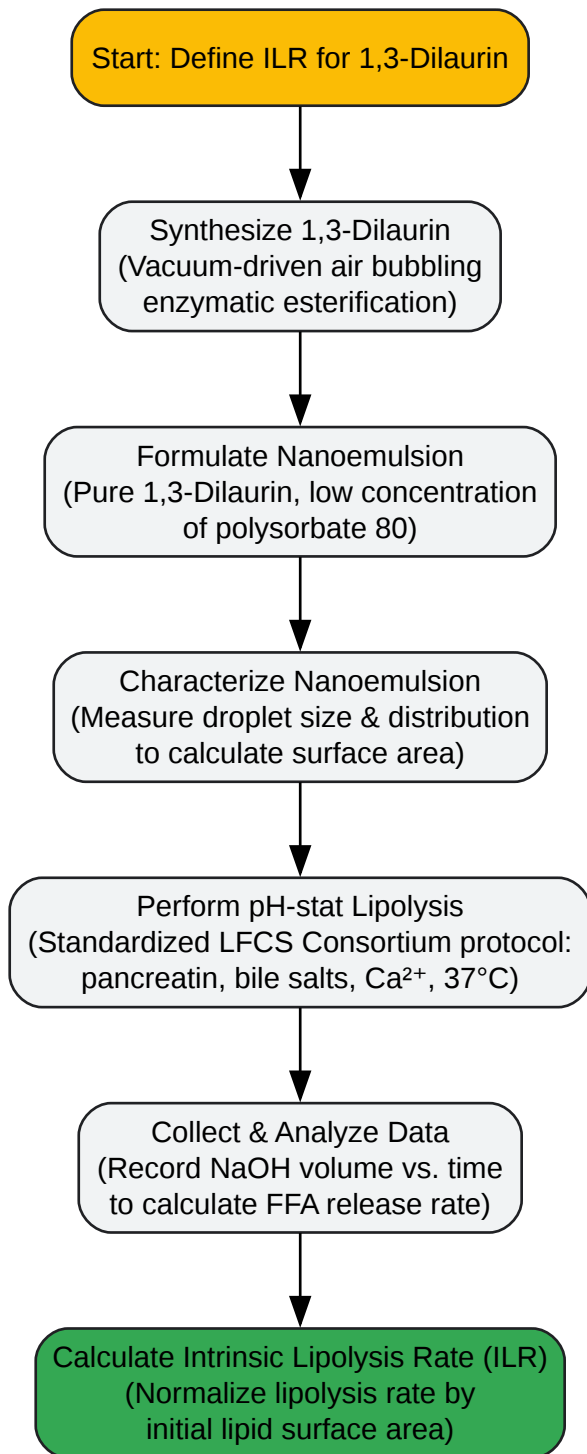 Start: Define ILR for 1,3-Dilaurin
Synthesize 1,3-Dilaurin
(Vacuum-driven air bubbling
enzymatic esterification)
Formulate Nanoemulsion
(Pure 1,3-Dilaurin, low concentration
of polysorbate 80)
Characterize Nanoemulsion
(Measure droplet size & distribution
to calculate surface area)
Perform pH-stat Lipolysis
(Standardized LFCS Consortium protocol:
pancreatin, bile salts, Ca²⁺, 37°C)
Collect & Analyze Data
(Record NaOH volume vs. time
to calculate FFA release rate)
Calculate Intrinsic Lipolysis Rate (ILR)
(Normalize lipolysis rate by
initial lipid surface area)